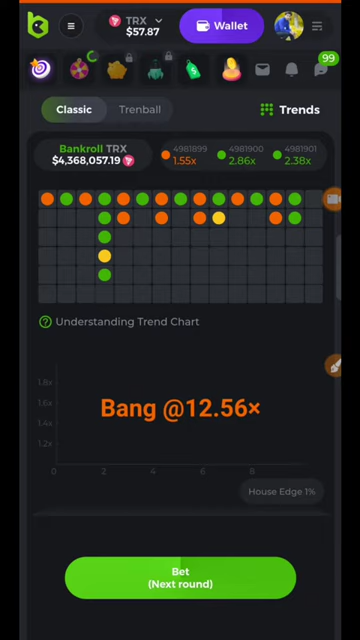 TRX
$57.87
Wallet
99
Classic
Trenball
Trends
Bankroll TRX
$4,368,057.19
4981899
1.55x
4981900
2.86x
4981901
2.38x
Understanding Trend Chart
1.8x
1.6x
1.4x
1.2x
Bang @12.56×
0 2 4 6 8
House Edge 1%
Bet
(Next round)